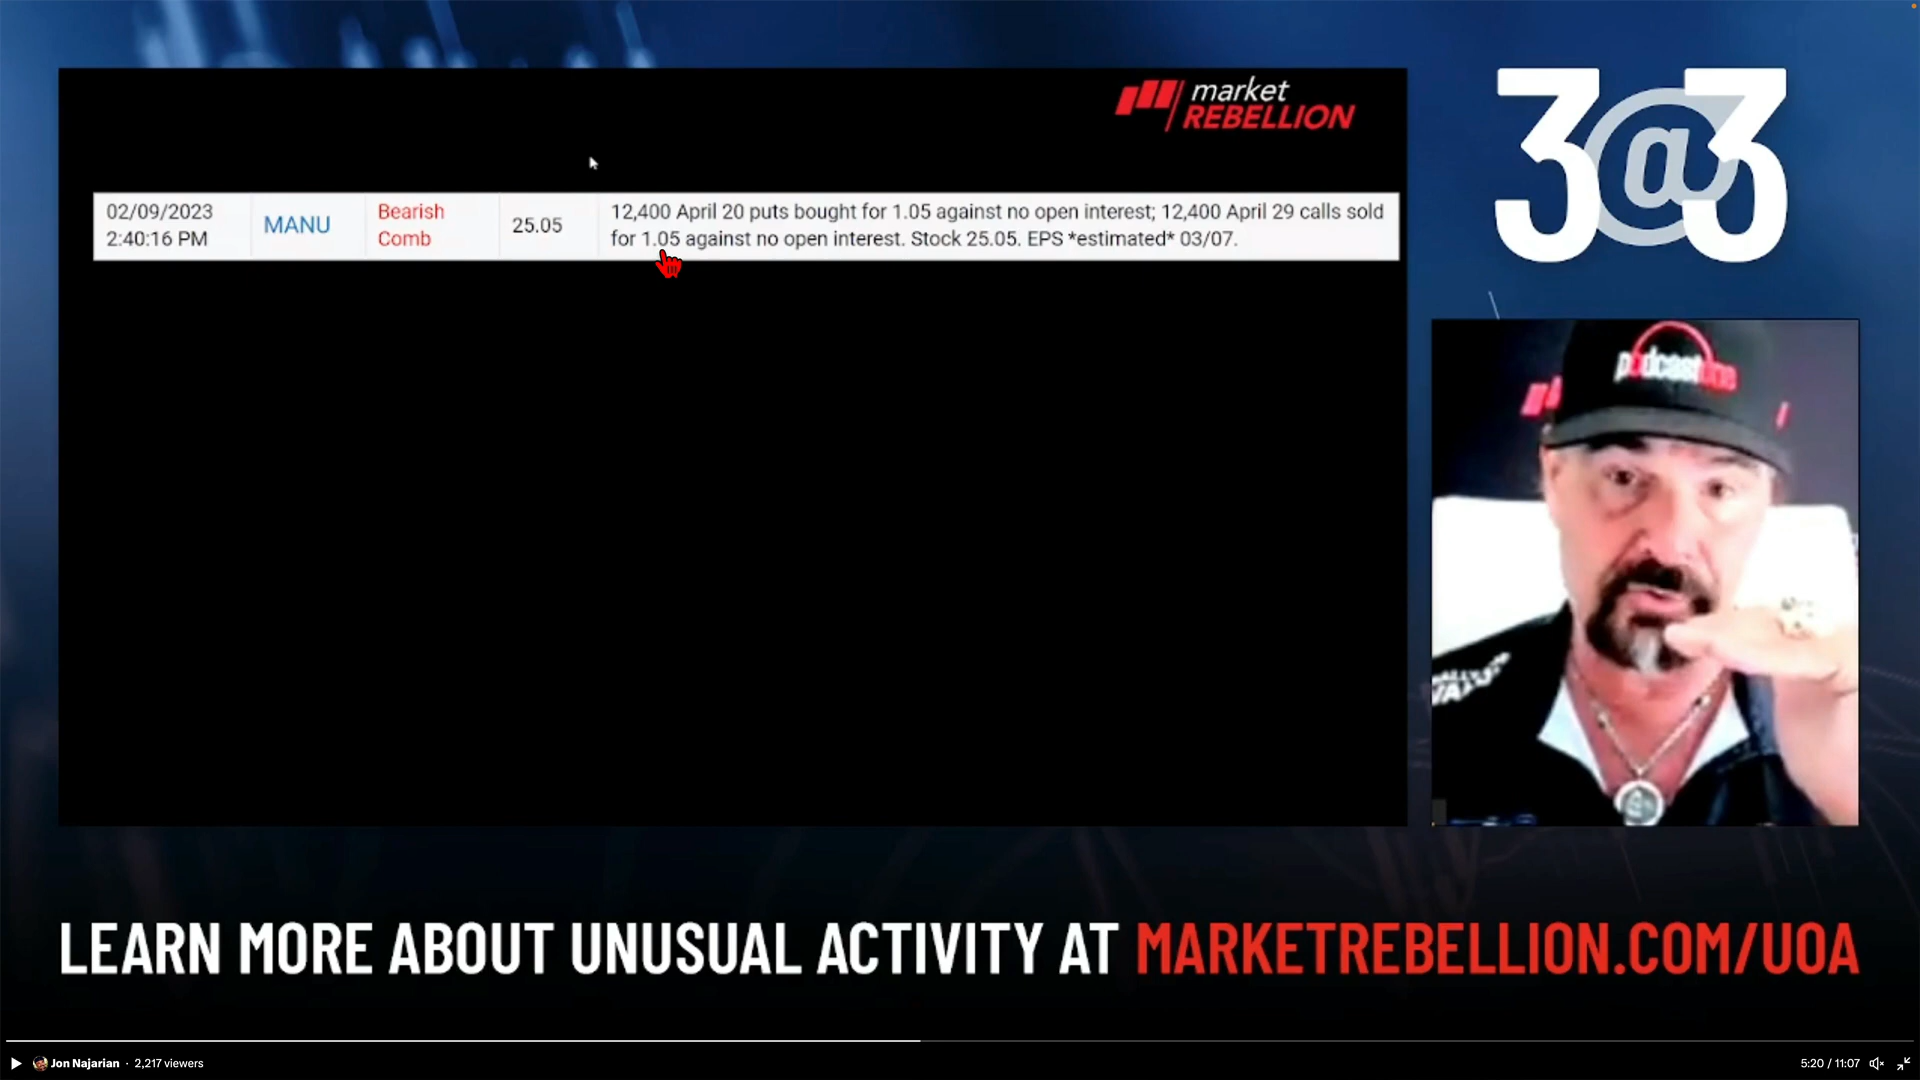 market
REBELLION
3@3
02/09/2023
2:40:16 PM
MANU
Bearish
Comb
25.05
12,400 April 20 puts bought for 1.05 against no open interest; 12,400 April 29 calls sold
for 1.05 against no open interest. Stock 25.05. EPS *estimated* 03/07.
podcastone
LEARN MORE ABOUT UNUSUAL ACTIVITY AT MARKETREBELLION.COM/UOA
Jon Najarian · 2,217 viewers
5:20 / 11:07